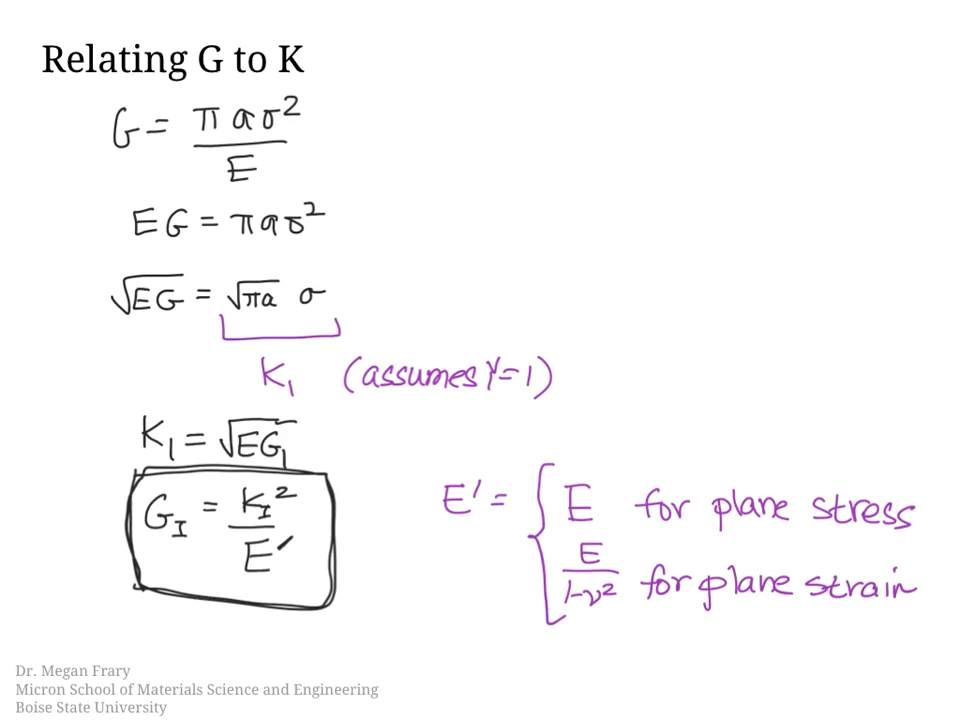 Relating G to K
G = πaσ²/E
EG = πaσ²
√EG = √πa σ
K₁ (assumes Y=1)
K₁ = √EG₁
G_I = K_I²/E′
E′ = { E for plane stress
E/1-ν² for plane strain
Dr. Megan Frary
Micron School of Materials Science and Engineering
Boise State University